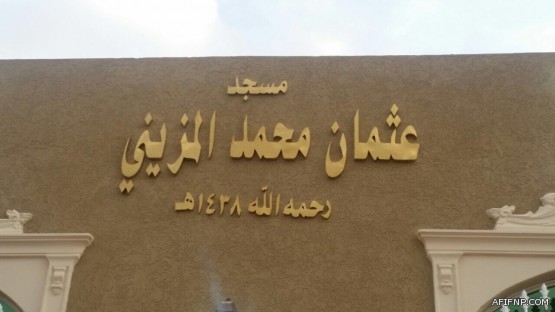 مسجد
عثمان محمد المزيني
رحمه الله ١٤٣٨هـ
AFIFNP.COM